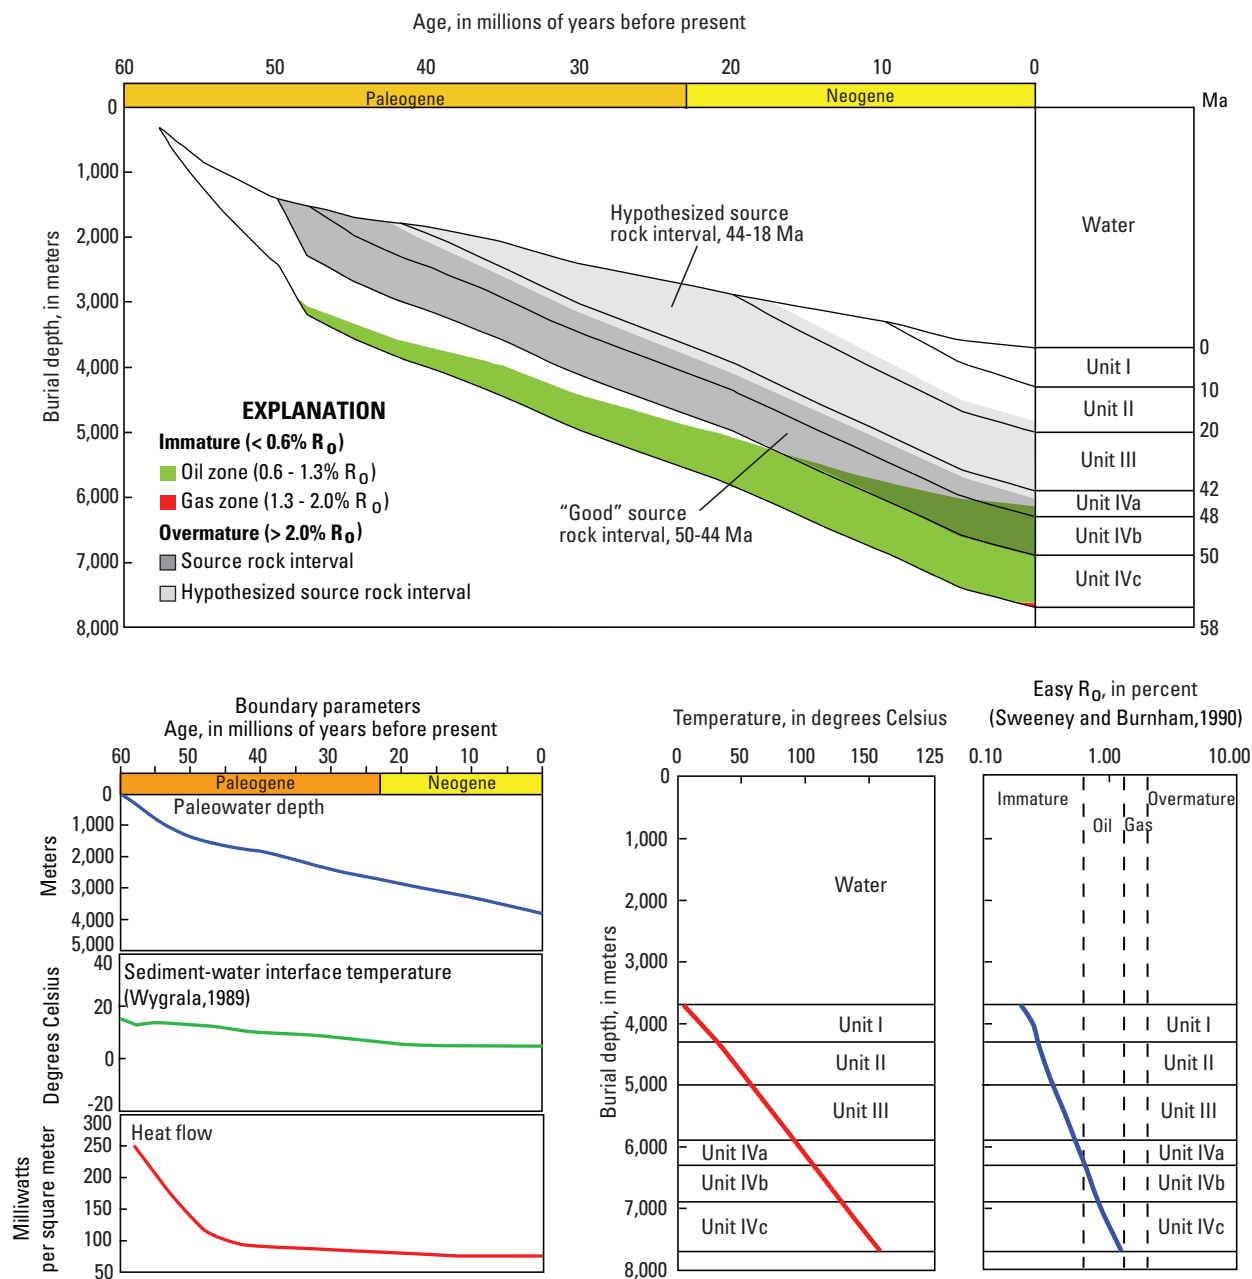 Age, in millions of years before present
60 50 40 30 20 10 0
Paleogene Neogene Ma
Burial depth, in meters
0
1,000
2,000
3,000
4,000
5,000
6,000
7,000
8,000
Hypothesized source
rock interval, 44-18 Ma
"Good" source
rock interval, 50-44 Ma
EXPLANATION
Immature (< 0.6% RO)
Oil zone (0.6 - 1.3% RO)
Gas zone (1.3 - 2.0% RO)
Overmature (> 2.0% RO)
Source rock interval
Hypothesized source rock interval
Water
Unit I
Unit II
Unit III
Unit IVa
Unit IVb
Unit IVc
0
10
20
42
48
50
58
Boundary parameters
Age, in millions of years before present
60 50 40 30 20 10 0
Paleogene Neogene
Paleowater depth
Meters
0
1,000
2,000
3,000
4,000
5,000
Sediment-water interface temperature
(Wygrala,1989)
Degrees Celsius
40
20
0
-20
Heat flow
Milliwatts
per square meter
300
250
200
150
100
50
Temperature, in degrees Celsius
0 50 100 150 125
Burial depth, in meters
0
1,000
2,000
3,000
4,000
5,000
6,000
7,000
8,000
Water
Unit I
Unit II
Unit III
Unit IVa
Unit IVb
Unit IVc
Easy RO, in percent
(Sweeney and Burnham,1990)
0.10 1.00 10.00
Immature Overmature
Oil Gas
Unit I
Unit II
Unit III
Unit IVa
Unit IVb
Unit IVc